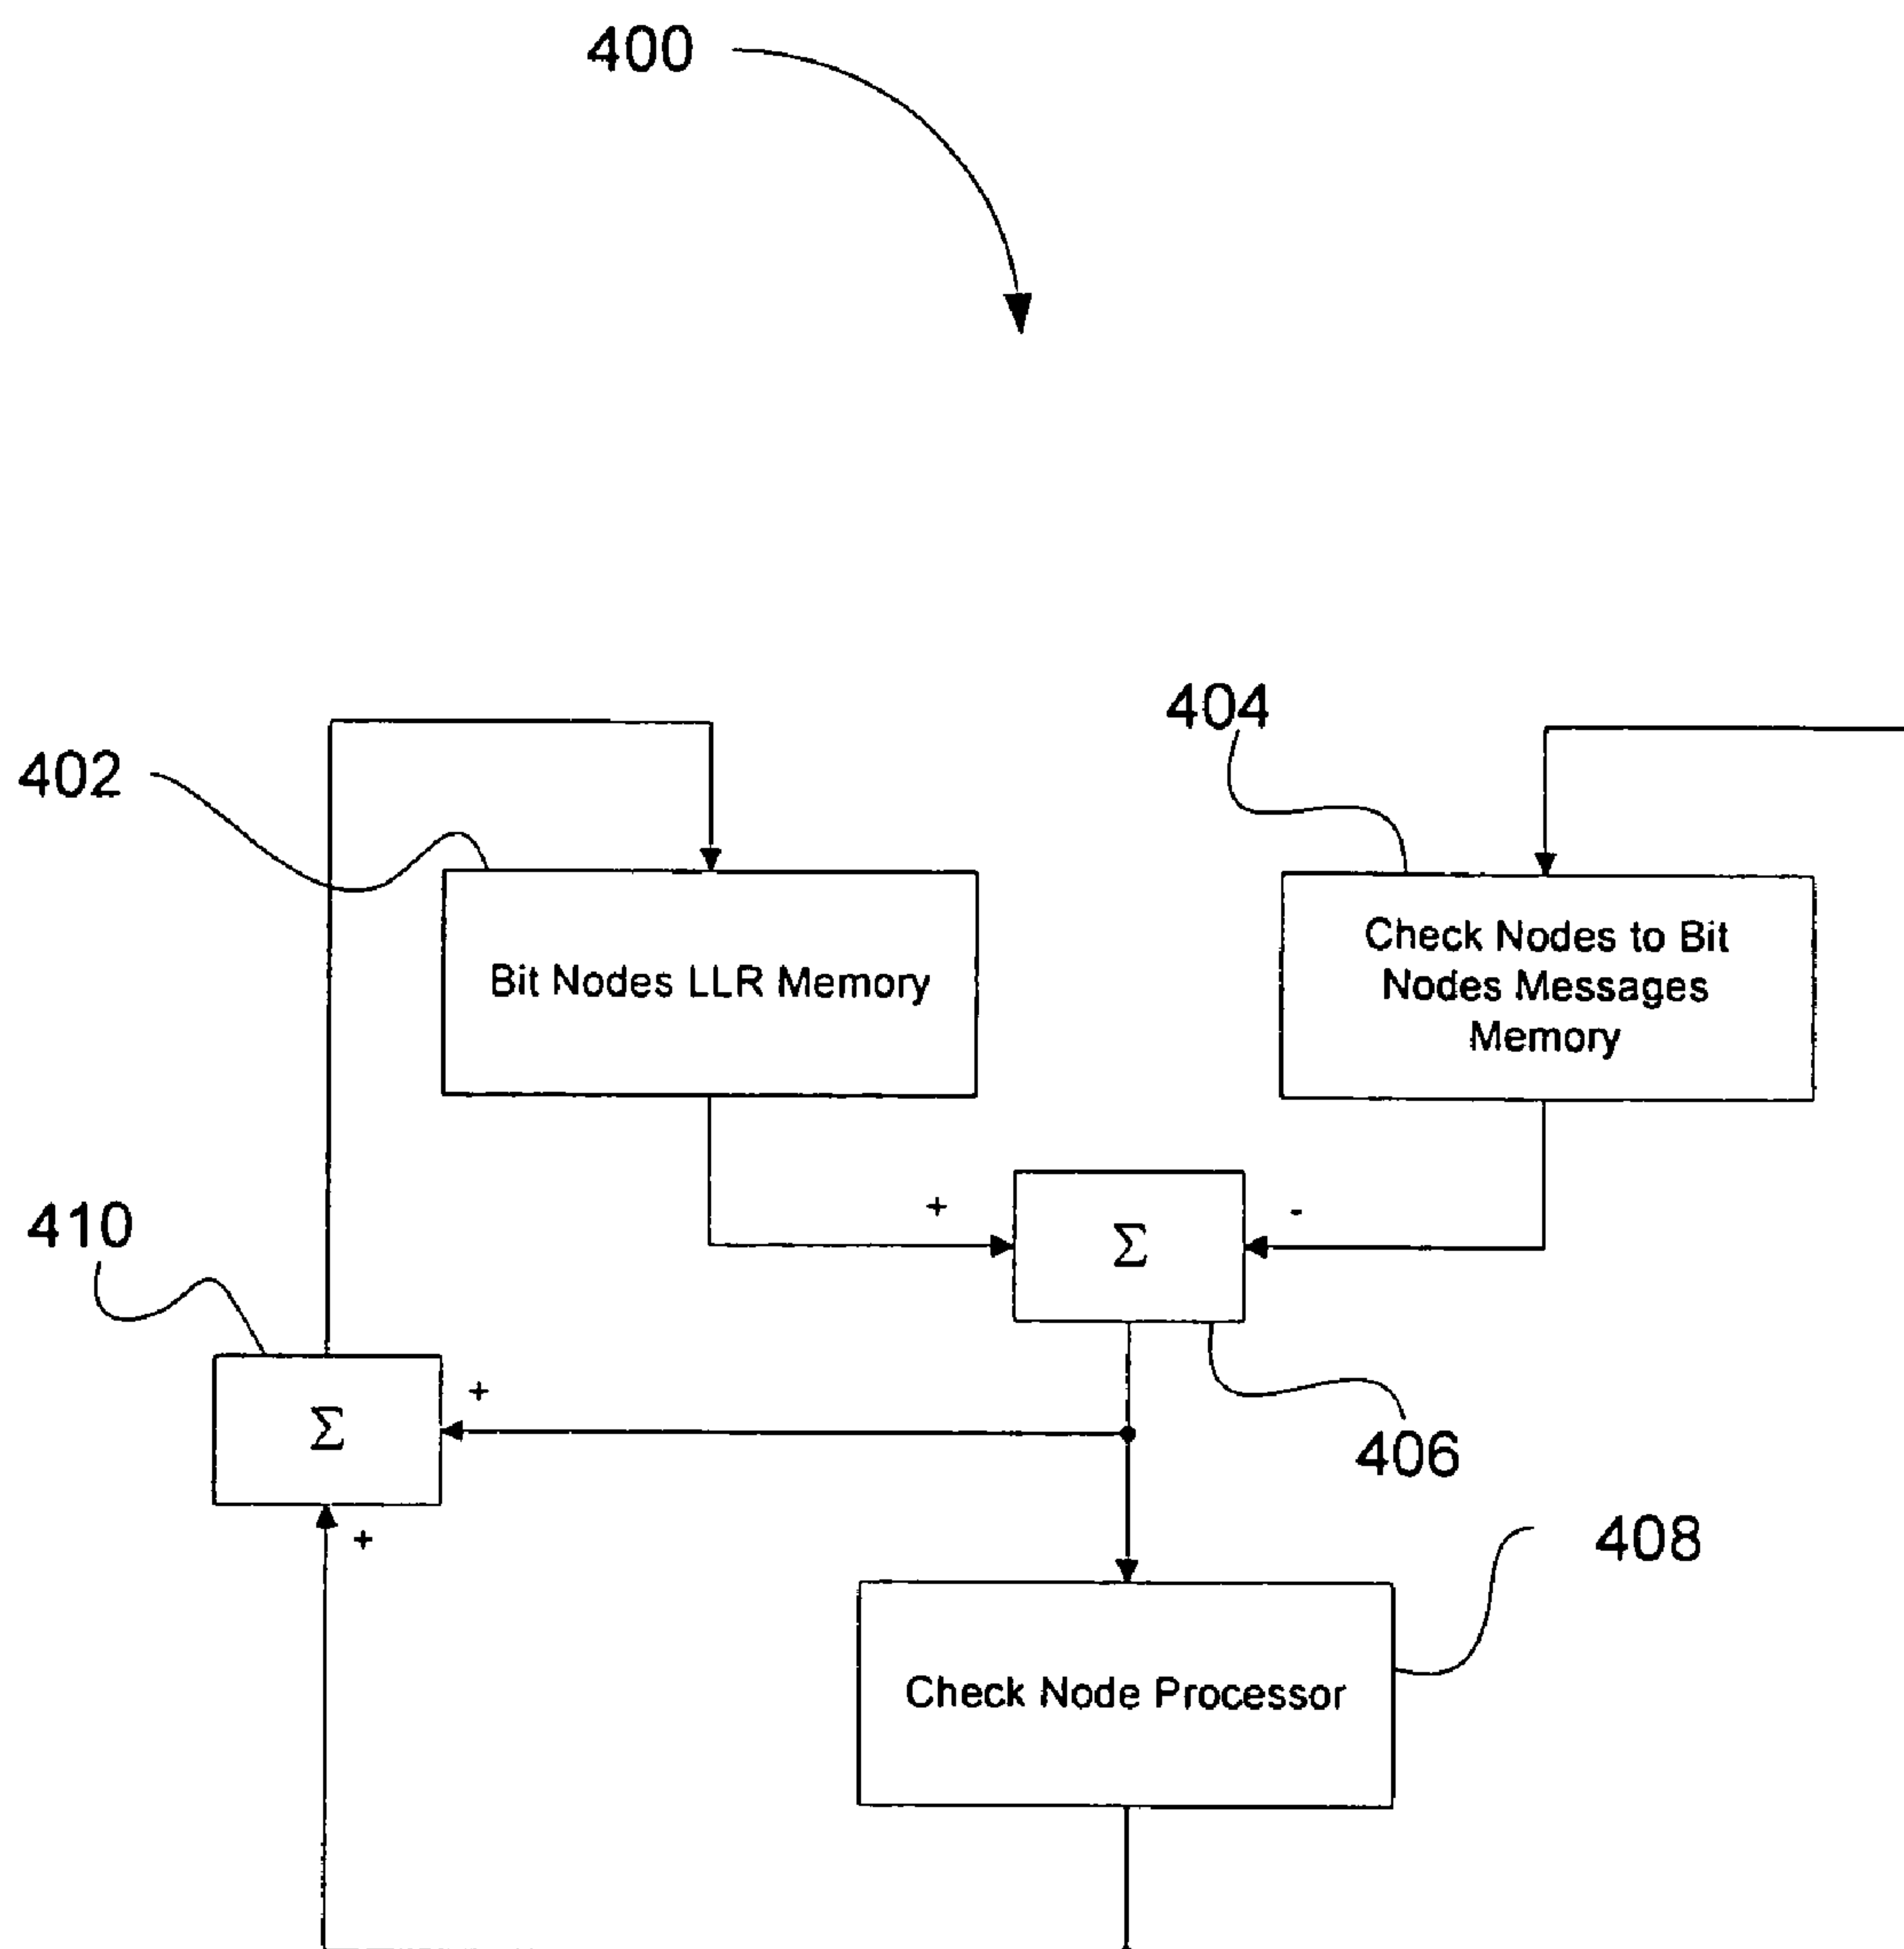 400
402
404
Bit Nodes LLR Memory
Check Nodes to Bit
Nodes Messages
Memory
+
-
Σ
410
+
Σ
406
+
408
Check Node Processor